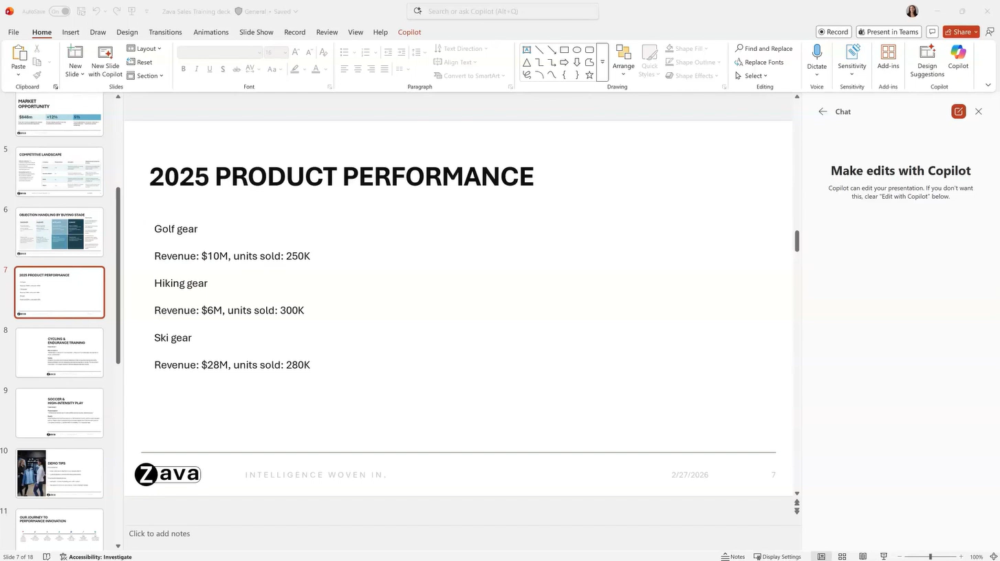 AutoSave On Zava Sales Training deck General • Saved Search or ask Copilot (Alt+Q)
File Home Insert Draw Design Transitions Animations Slide Show Record Review View Help Copilot Record Present in Teams Share
Paste
New
Slide
New Slide
with Copilot
Layout
Reset
Section
16
B I U S ab AV Aa A
Text Direction
Align Text
Convert to SmartArt
Arrange
Quick
Styles
Shape Fill
Shape Outline
Shape Effects
Find and Replace
Replace Fonts
Select
Dictate
Sensitivity
Add-ins
Design
Suggestions
Copilot
Clipboard Slides Font Paragraph Drawing Editing Voice Sensitivity Add-ins Copilot
MARKET
OPPORTUNITY
$848m +12% 6%
5
COMPETITIVE LANDSCAPE
6
OBJECTION HANDLING BY BUYING STAGE
7
2025 PRODUCT PERFORMANCE
8
CYCLING &
ENDURANCE TRAINING
9
SOCCER &
HIGH-INTENSITY PLAY
10
DEMO TIPS
11
OUR JOURNEY TO
PERFORMANCE INNOVATION
2025 PRODUCT PERFORMANCE
Golf gear
Revenue: $10M, units sold: 250K
Hiking gear
Revenue: $6M, units sold: 300K
Ski gear
Revenue: $28M, units sold: 280K
Zava INTELLIGENCE WOVEN IN. 2/27/2026 7
Click to add notes
Chat
Make edits with Copilot
Copilot can edit your presentation. If you don't want
this, clear "Edit with Copilot" below.
Slide 7 of 18 Accessibility: Investigate Notes Display Settings 100%